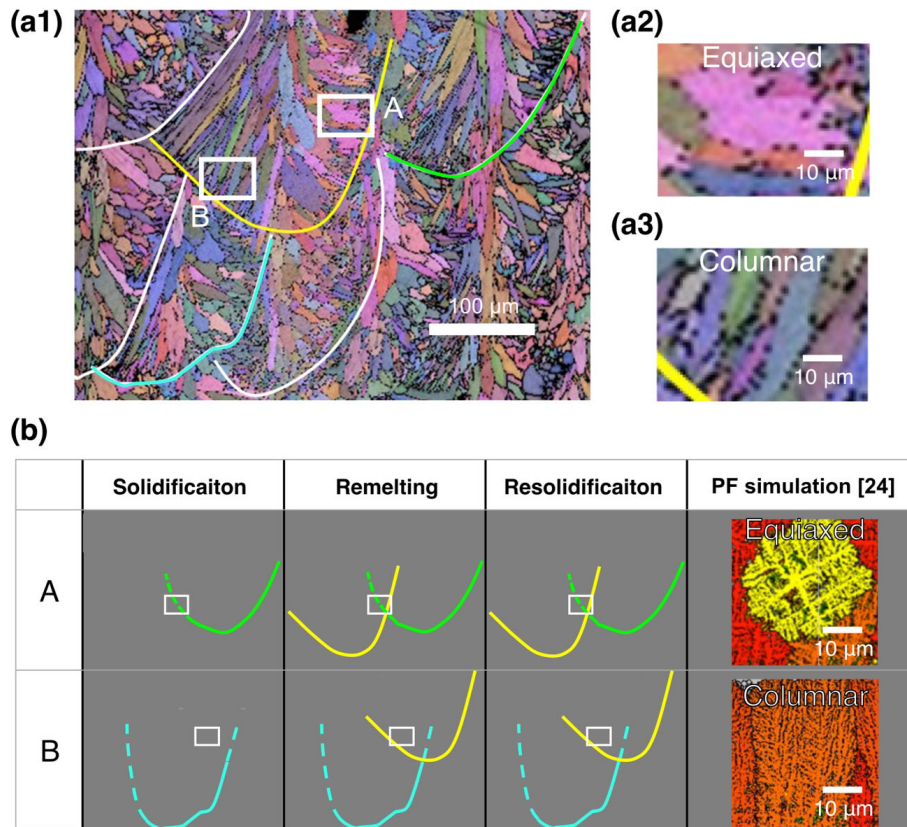 (a1)
A
B
100 µm
(a2)
Equiaxed
10 µm
(a3)
Columnar
10 µm
(b)
Solidificaiton Remelting Resolidificaiton PF simulation [24]
A
Equiaxed
10 µm
B
Columnar
10 µm